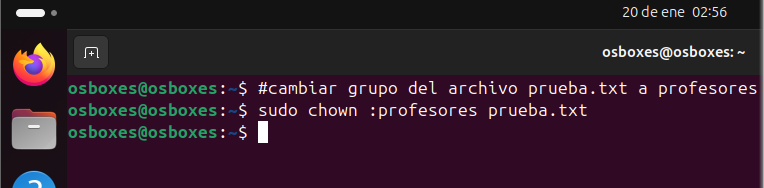 20 de ene 02:56
osboxes@osboxes: ~
osboxes@osboxes:~$ #cambiar grupo del archivo prueba.txt a profesores
osboxes@osboxes:~$ sudo chown :profesores prueba.txt
osboxes@osboxes:~$
?